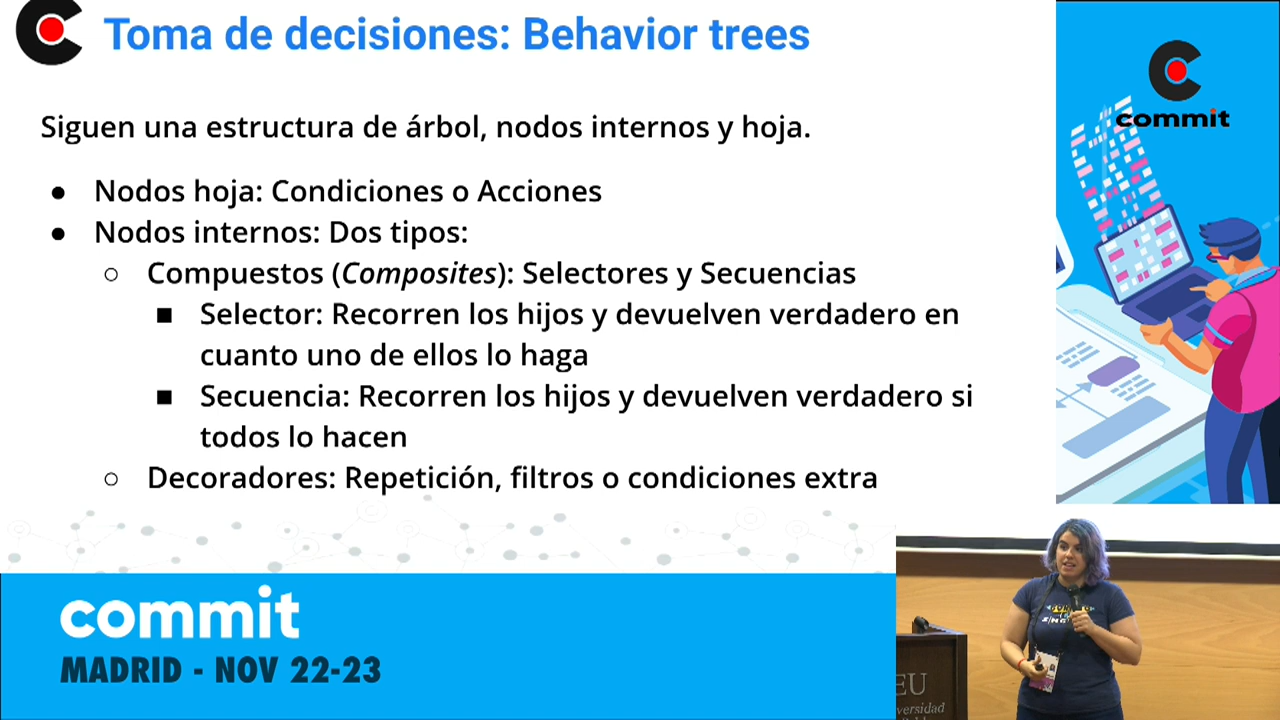 Toma de decisiones: Behavior trees
Siguen una estructura de árbol, nodos internos y hoja.
● Nodos hoja: Condiciones o Acciones
● Nodos internos: Dos tipos:
○ Compuestos (Composites): Selectores y Secuencias
■ Selector: Recorren los hijos y devuelven verdadero en
cuanto uno de ellos lo haga
■ Secuencia: Recorren los hijos y devuelven verdadero si
todos lo hacen
○ Decoradores: Repetición, filtros o condiciones extra
commit
commit
MADRID - NOV 22-23
EU